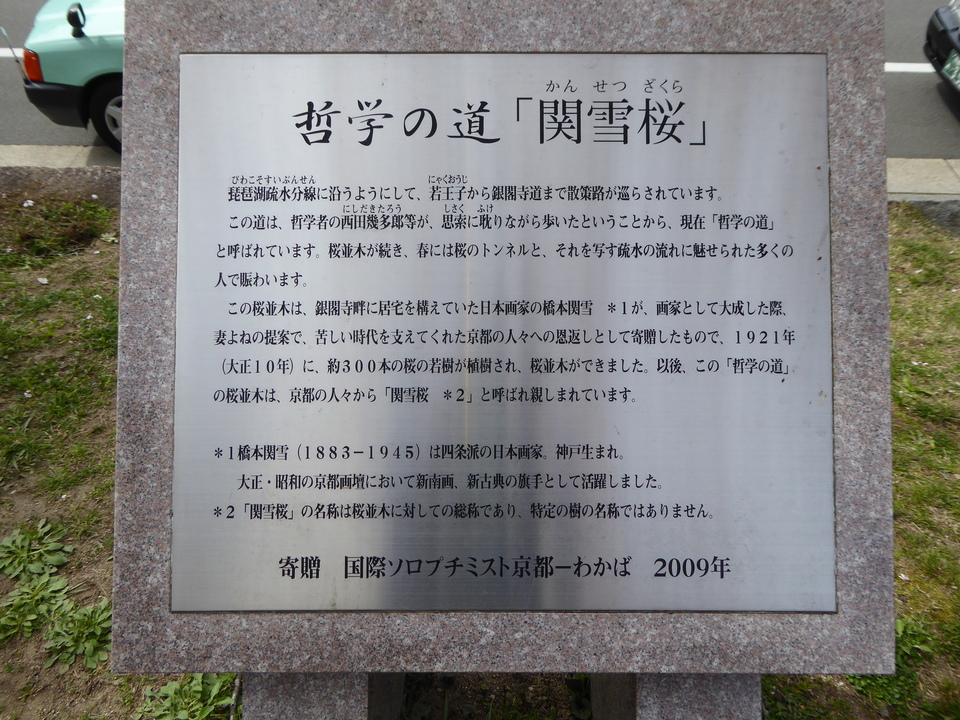 かん せつ ざくら
哲学の道「関雪桜」
びわこそすいぶんせん にゃくおうじ
琵琶湖疏水分線に沿うようにして、若王子から銀閣寺道まで散策路が巡らされています。
にしだきたろう しさく ふけ
この道は、哲学者の西田幾多郎等が、思索に耽りながら歩いたということから、現在「哲学の道」
と呼ばれています。桜並木が続き、春には桜のトンネルと、それを写す疏水の流れに魅せられた多くの
人で賑わいます。
この桜並木は、銀閣寺畔に居宅を構えていた日本画家の橋本関雪 *1が、画家として大成した際、
妻よねの提案で、苦しい時代を支えてくれた京都の人々への恩返しとして寄贈したもので、1921年
(大正10年)に、約300本の桜の若樹が植樹され、桜並木ができました。以後、この「哲学の道」
の桜並木は、京都の人々から「関雪桜 *2」と呼ばれ親しまれています。
*1橋本関雪(1883−1945)は四条派の日本画家。神戸生まれ。
大正・昭和の京都画壇において新南画、新古典の旗手として活躍しました。
*2「関雪桜」の名称は桜並木に対しての総称であり、特定の樹の名称ではありません。
寄贈 国際ソロプチミスト京都−わかば 2009年